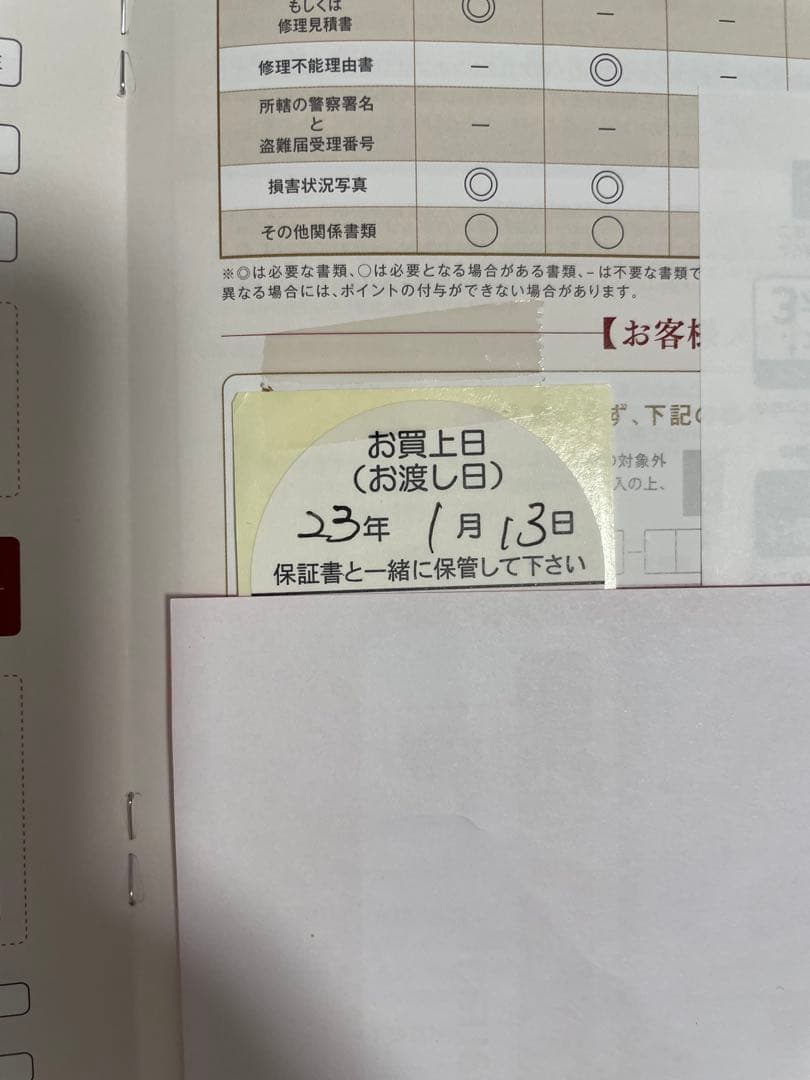 もしくは
修理見積書 ◎ － －
修理不能理由書 － ◎ －
所轄の警察署名
と
盗難届受理番号 － －
損害状況写真 ◎ ◎
その他関係書類 ○ ○
※◎は必要な書類、○は必要となる場合がある書類、－は不要な書類で
異なる場合には、ポイントの付与ができない場合があります。
【お客様
ず、下記の
の対象外
入の上、
お買上日
(お渡し日)
23年 1月 13日
保証書と一緒に保管して下さい